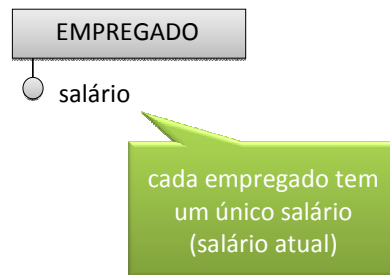 EMPREGADO
salário
cada empregado tem
um único salário
(salário atual)